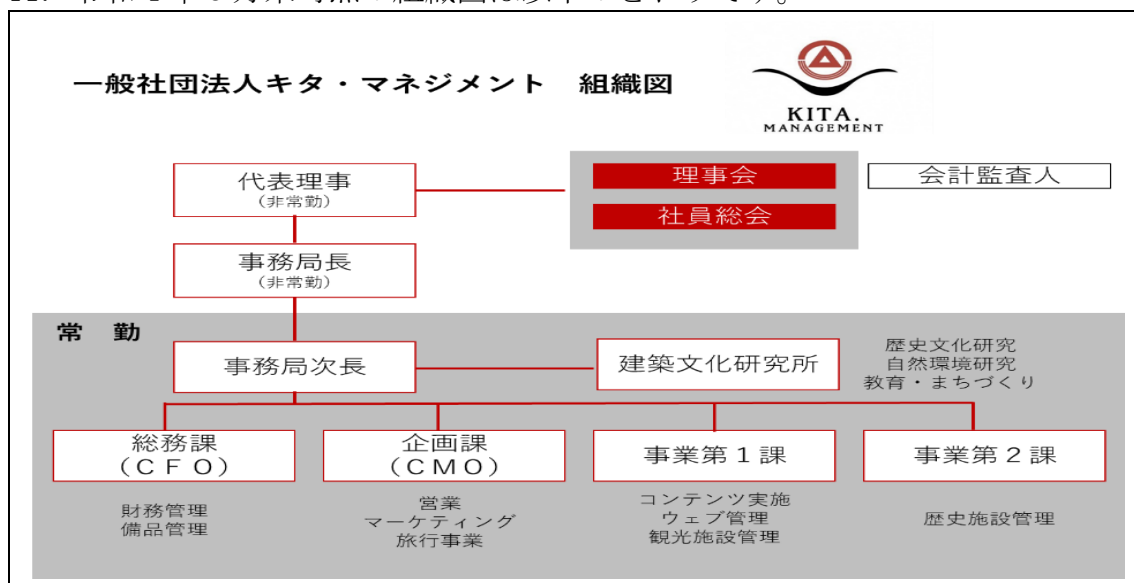 一般社団法人キタ・マネジメント 組織図
KITA.
MANAGEMENT
代表理事
(非常勤)
理事会
社員総会
会計監査人
事務局長
(非常勤)
常 勤
事務局次長
建築文化研究所
歴史文化研究
自然環境研究
教育・まちづくり
総務課
(CFO)
企画課
(CMO)
事業第1課
事業第2課
財務管理
備品管理
営業
マーケティング
旅行事業
コンテンツ実施
ウェブ管理
観光施設管理
歴史施設管理